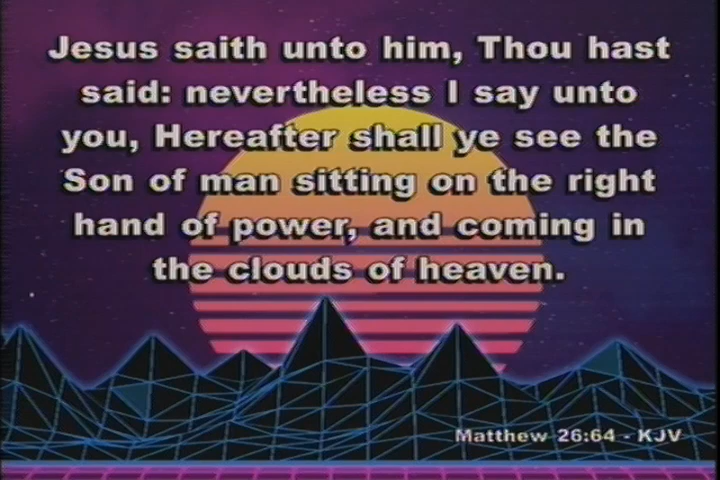 Jesus saith unto him, Thou hast
said: nevertheless I say unto
you, Hereafter shall ye see the
Son of man sitting on the right
hand of power, and coming in
the clouds of heaven.
Matthew 26:64 - KJV